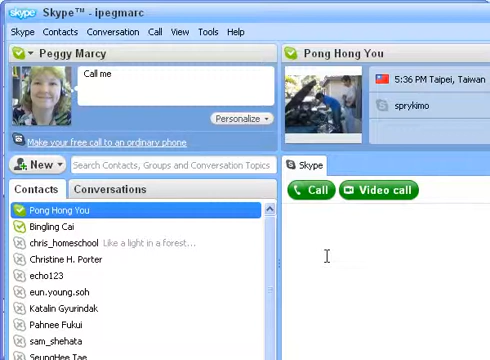 skype Skype™ - ipegmarc
Skype Contacts Conversation Call View Tools Help
Peggy Marcy
Call me
Personalize
Make your free call to an ordinary phone
New Search Contacts, Groups and Conversation Topics
Contacts Conversations
Pong Hong You
Bingling Cai
chris_homeschool Like a light in a forest...
Christine H. Porter
echo123
eun.young.soh
Katalin Gyurindak
Pahnee Fukui
sam_shehata
SeungHee Tae
Pong Hong You
5:36 PM Taipei, Taiwan
sprykimo
Skype
Call Video call